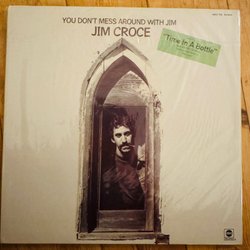 YOU DON'T MESS AROUND WITH JIM
JIM CROCE
"Time In A Bottle"